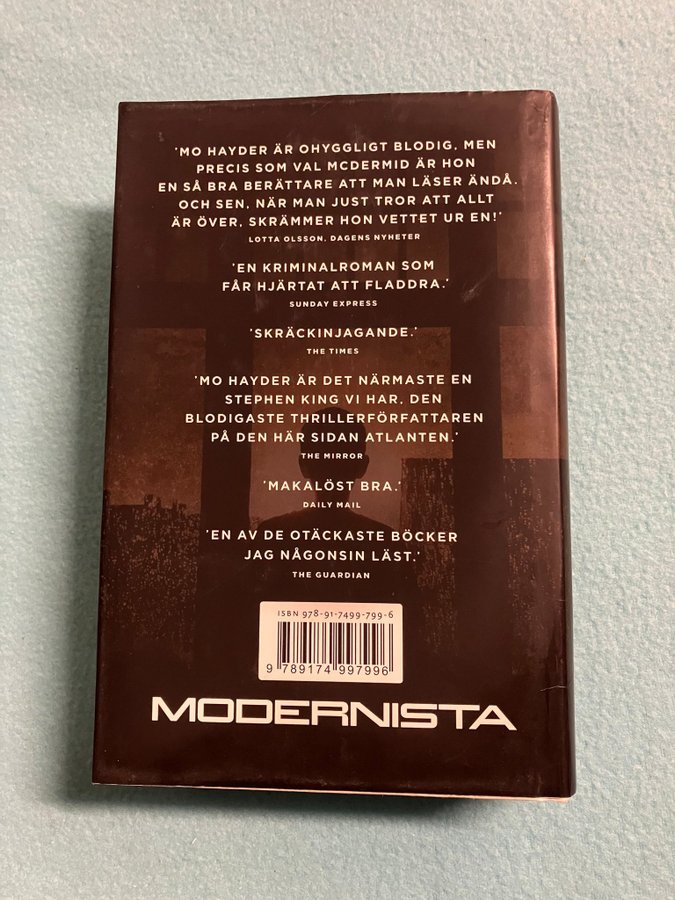 'MO HAYDER ÄR OHYGGLIGT BLODIG, MEN
PRECIS SOM VAL MCDERMID ÄR HON
EN SÅ BRA BERÄTTARE ATT MAN LÄSER ÄNDÅ.
OCH SEN, NÄR MAN JUST TROR ATT ALLT
ÄR ÖVER, SKRÄMMER HON VETTET UR EN!'
LOTTA OLSSON, DAGENS NYHETER
'EN KRIMINALROMAN SOM
FÅR HJÄRTAT ATT FLADDRA.'
SUNDAY EXPRESS
'SKRÄCKINJAGANDE.'
THE TIMES
'MO HAYDER ÄR DET NÄRMASTE EN
STEPHEN KING VI HAR, DEN
BLODIGASTE THRILLERFÖRFATTAREN
PÅ DEN HÄR SIDAN ATLANTEN.'
THE MIRROR
'MAKALÖST BRA.'
DAILY MAIL
'EN AV DE OTÄCKASTE BÖCKER
JAG NÅGONSIN LÄST.'
THE GUARDIAN
ISBN 978-91-7499-799-6
9 789174 997996
MODERNISTA